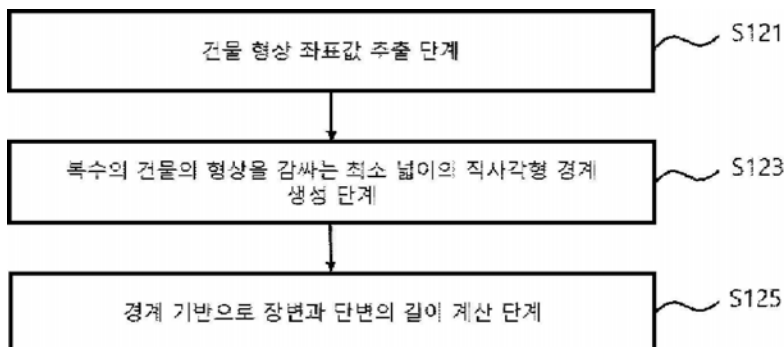 건물 형상 좌표값 추출 단계
S121
복수의 건물의 형상을 감싸는 최소 넓이의 직사각형 경계
생성 단계
S123
경계 기반으로 장변과 단변의 길이 계산 단계
S125